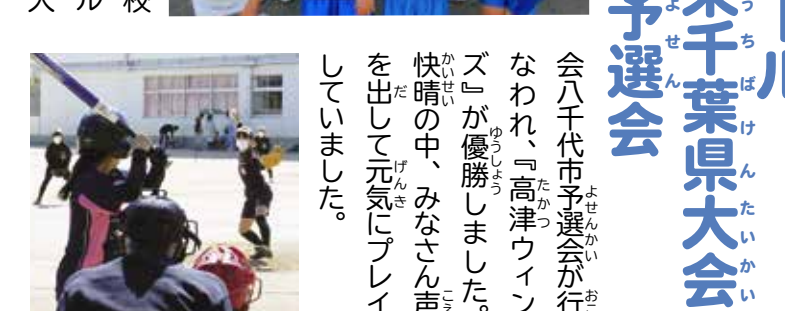 千葉県大会
予選会
会八千代市予選会が行
なわれ、『高津ウィン
ズ』が優勝しました。
快晴の中、みなさん声
を出して元気にプレイ
していました。